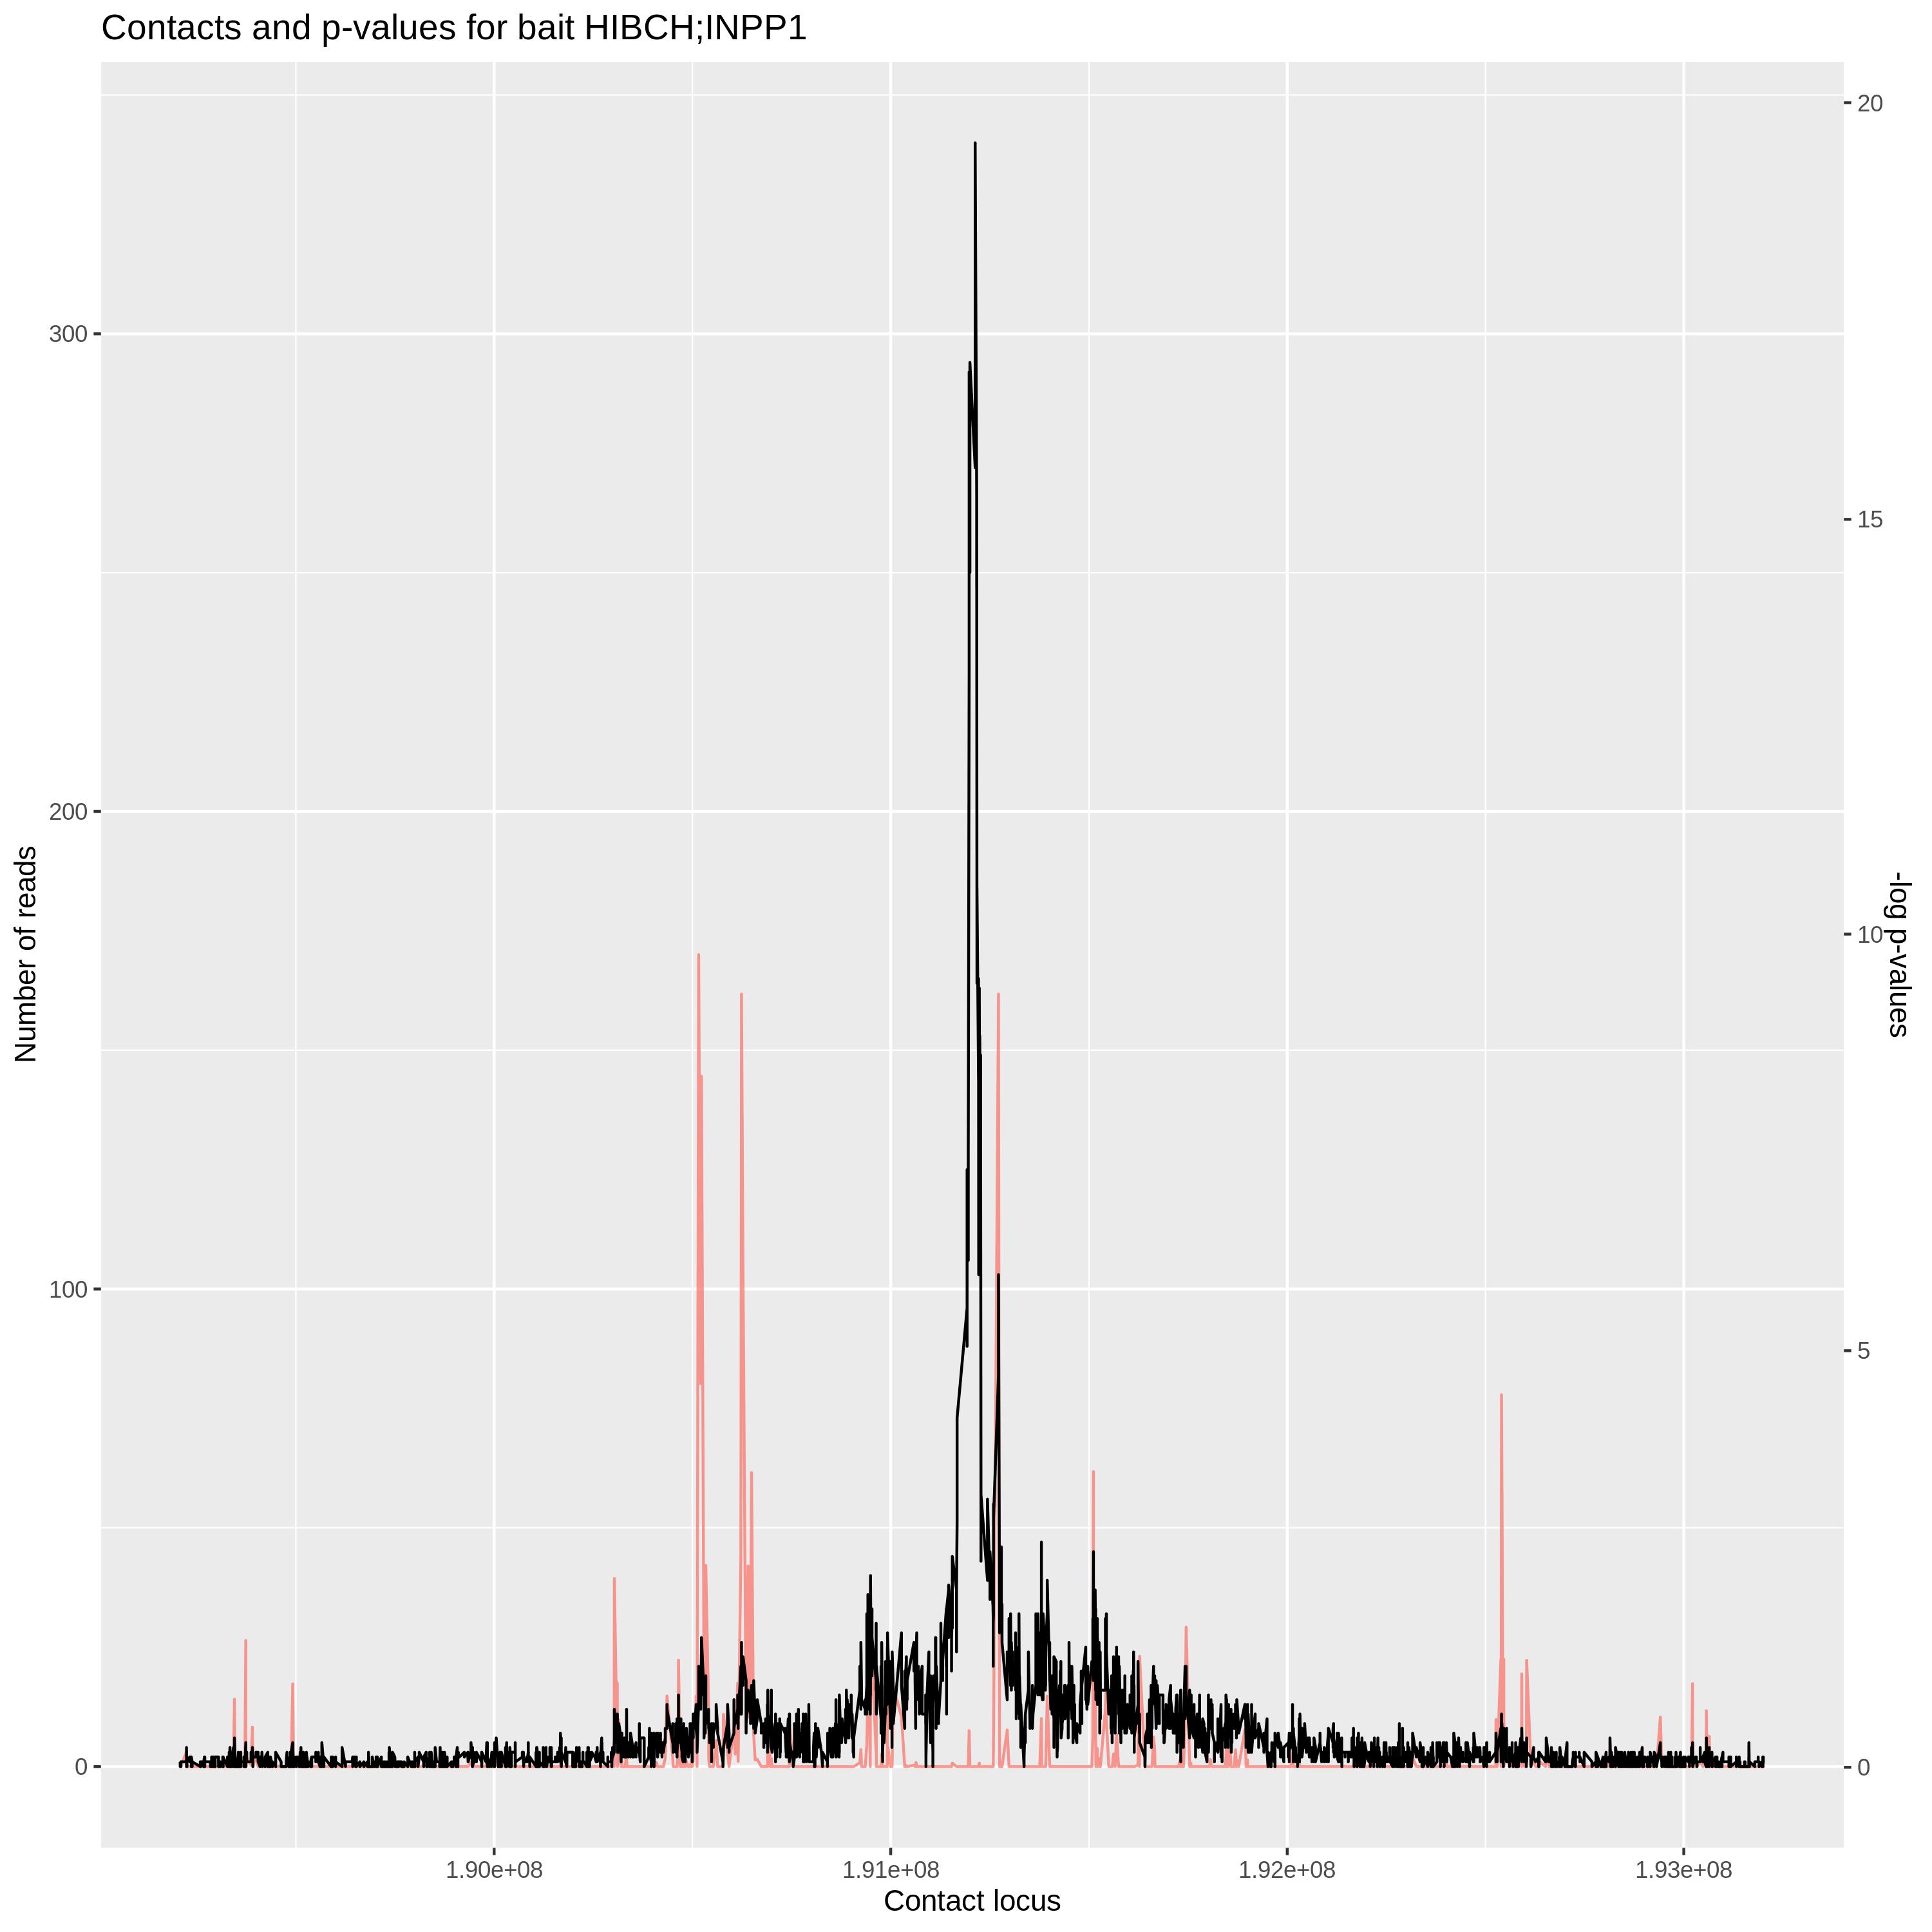 Contacts and p-values for bait HIBCH;INPP1
Number of reads
300
200
100
0
20
15
10
5
0
-log p-values
1.90e+08
1.91e+08
1.92e+08
1.93e+08
Contact locus